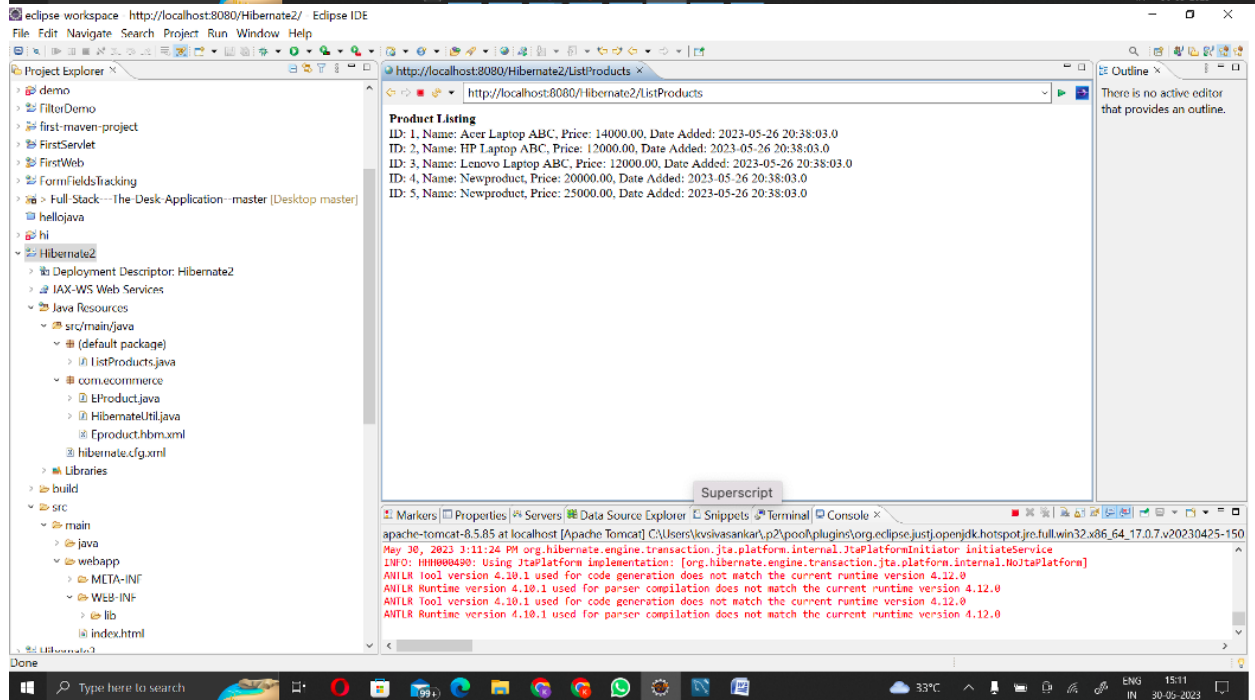 eclipse workspace   http://localhost:8080/Hibernate2/   Eclipse IDE
File Edit Navigate Search Project Run Window Help
Project Explorer
demo
FilterDemo
first-maven-project
FirstServlet
FirstWeb
FormFieldsTracking
> Full-Stack---The-Desk-Application--master [Desktop master]
hellojava
hi
Hibernate2
Deployment Descriptor: Hibernate2
JAX-WS Web Services
Java Resources
src/main/java
(default package)
ListProducts.java
com.ecommerce
EProduct.java
HibernateUtil.java
Eproduct.hbm.xml
hibernate.cfg.xml
Libraries
build
src
main
java
webapp
META-INF
WEB-INF
lib
index.html
Hibernate3
Done
http://localhost:8080/Hibernate2/ListProducts
http://localhost:8080/Hibernate2/ListProducts
Product Listing
ID: 1, Name: Acer Laptop ABC, Price: 14000.00, Date Added: 2023-05-26 20:38:03.0
ID: 2, Name: HP Laptop ABC, Price: 12000.00, Date Added: 2023-05-26 20:38:03.0
ID: 3, Name: Lenovo Laptop ABC, Price: 12000.00, Date Added: 2023-05-26 20:38:03.0
ID: 4, Name: Newproduct, Price: 20000.00, Date Added: 2023-05-26 20:38:03.0
ID: 5, Name: Newproduct, Price: 25000.00, Date Added: 2023-05-26 20:38:03.0
Outline
There is no active editor
that provides an outline.
Superscript
Markers Properties Servers Data Source Explorer Snippets Terminal Console
apache-tomcat-8.5.85 at localhost [Apache Tomcat] C:\Users\kvsivasankar\.p2\pool\plugins\org.eclipse.justj.openjdk.hotspot.jre.full.win32.x86_64_17.0.7.v20230425-150
May 30, 2023 3:11:24 PM org.hibernate.engine.transaction.jta.platform.internal.JtaPlatformInitiator initiateService
INFO: HHH000490: Using JtaPlatform implementation: [org.hibernate.engine.transaction.jta.platform.internal.NoJtaPlatform]
ANTLR Tool version 4.10.1 used for code generation does not match the current runtime version 4.12.0
ANTLR Runtime version 4.10.1 used for parser compilation does not match the current runtime version 4.12.0
ANTLR Tool version 4.10.1 used for code generation does not match the current runtime version 4.12.0
ANTLR Runtime version 4.10.1 used for parser compilation does not match the current runtime version 4.12.0
Type here to search
99+
33°C
ENG
IN
15:11
30-05-2023